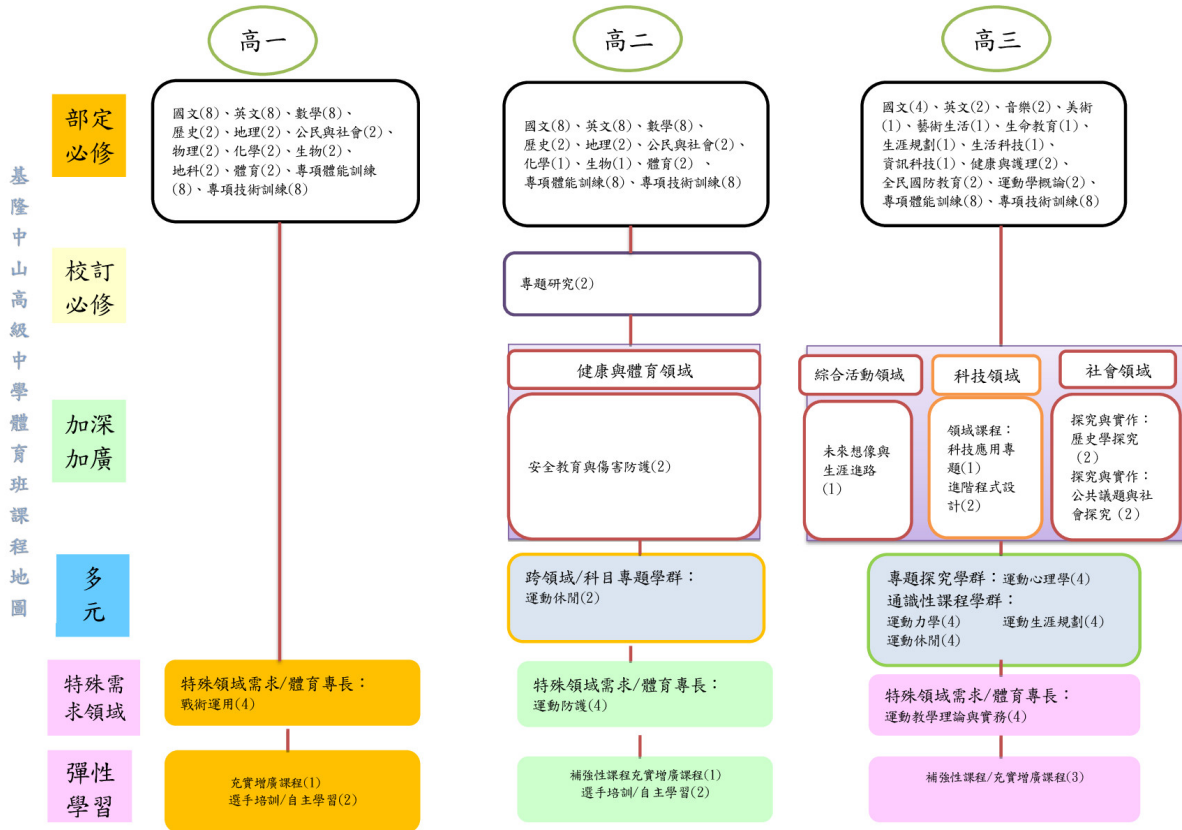 基隆中山高級中學體育班課程地圖
高一
高二
高三
部定
必修
國文(8)、英文(8)、數學(8)、
歷史(2)、地理(2)、公民與社會(2)、
物理(2)、化學(2)、生物(2)、
地科(2)、體育(2)、專項體能訓練
(8)、專項技術訓練(8)
國文(8)、英文(8)、數學(8)、
歷史(2)、地理(2)、公民與社會(2)、
化學(1)、生物(1)、體育(2) 、
專項體能訓練(8)、專項技術訓練(8)
國文(4)、英文(2)、音樂(2)、美術
(1)、藝術生活(1)、生命教育(1)、
生涯規劃(1)、生活科技(1)、
資訊科技(1)、健康與護理(2)、
全民國防教育(2)、運動學概論(2)、
專項體能訓練(8)、專項技術訓練(8)
校訂
必修
專題研究(2)
加深
加廣
健康與體育領域
安全教育與傷害防護(2)
綜合活動領域
未來想像與
生涯進路
(1)
科技領域
領域課程：
科技應用專
題(1)
進階程式設
計(2)
社會領域
探究與實作：
歷史學探究
(2)
探究與實作：
公共議題與社
會探究 (2)
多
元
跨領域/科目專題學群：
運動休閒(2)
專題探究學群：運動心理學(4)
通識性課程學群：
運動力學(4) 運動生涯規劃(4)
運動休閒(4)
特殊需
求領域
特殊領域需求/體育專長：
戰術運用(4)
特殊領域需求/體育專長：
運動防護(4)
特殊領域需求/體育專長：
運動教學理論與實務(4)
彈性
學習
充實增廣課程(1)
選手培訓/自主學習(2)
補強性課程充實增廣課程(1)
選手培訓/自主學習(2)
補強性課程/充實增廣課程(3)